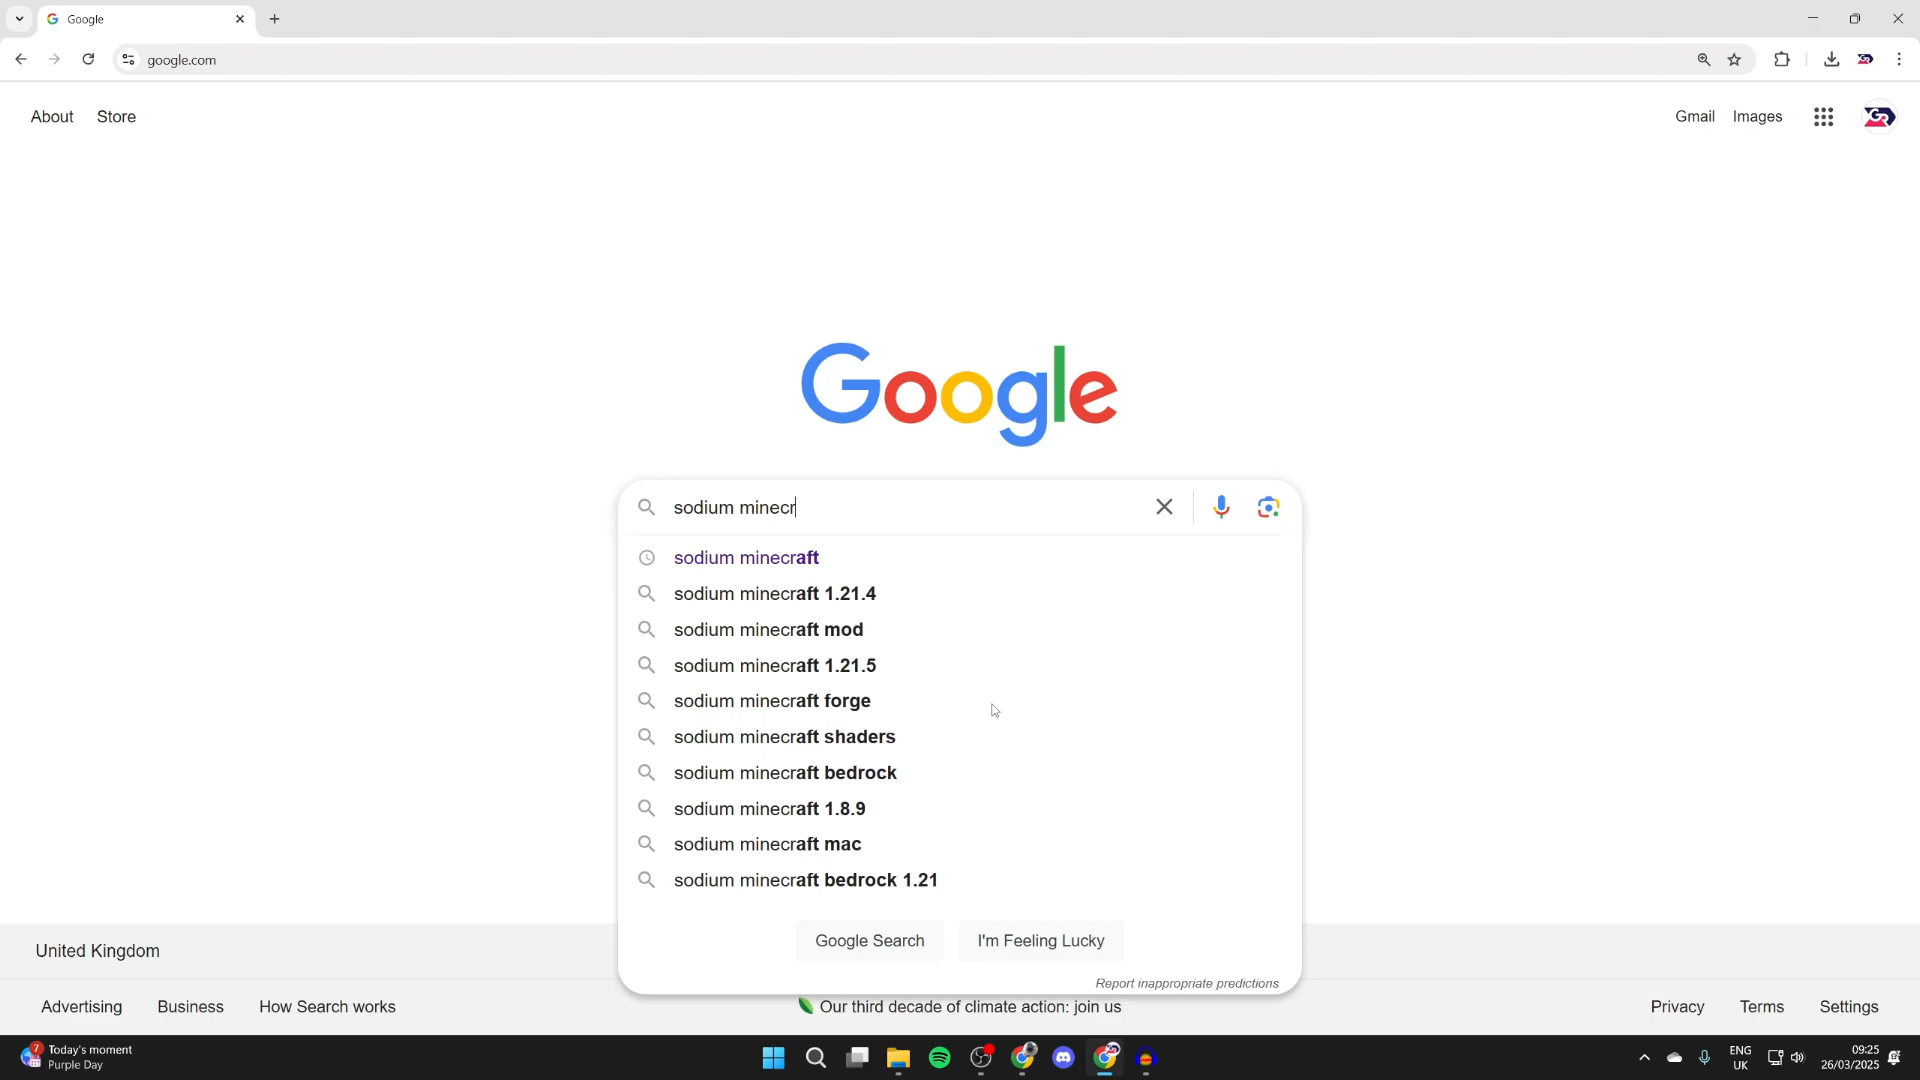 Google
google.com
About Store
Gmail Images
Google
sodium minecr
sodium minecraft
sodium minecraft 1.21.4
sodium minecraft mod
sodium minecraft 1.21.5
sodium minecraft forge
sodium minecraft shaders
sodium minecraft bedrock
sodium minecraft 1.8.9
sodium minecraft mac
sodium minecraft bedrock 1.21
Google Search I'm Feeling Lucky
Report inappropriate predictions
United Kingdom
Advertising Business How Search works
Our third decade of climate action: join us
Privacy Terms Settings
7
Today's moment
Purple Day
ENG
UK
09:25
26/03/2025